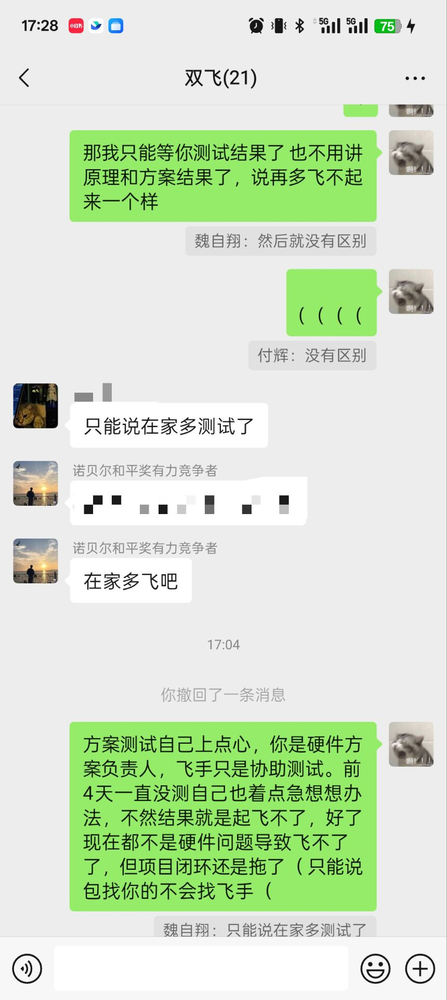 17:28
小红书
5G
5G
75
双飞(21)
啊！！！
那我只能等你测试结果了 也不用讲
原理和方案结果了，说再多飞不起
来一个样
啊！！！
魏自翔：然后就没有区别
（（（（
啊！！！
付辉：没有区别
只能说在家多测试了
诺贝尔和平奖有力竞争者
诺贝尔和平奖有力竞争者
在家多飞吧
17:04
你撤回了一条消息
方案测试自己上点心，你是硬件方
案负责人，飞手只是协助测试。前
4天一直没测自己也着点急想想办
法，不然结果就是起飞不了，好了
现在都不是硬件问题导致飞不了
了，但项目闭环还是拖了（只能说
包找你的不会找飞手（
啊！！！
魏自翔：只能说在家多测试了